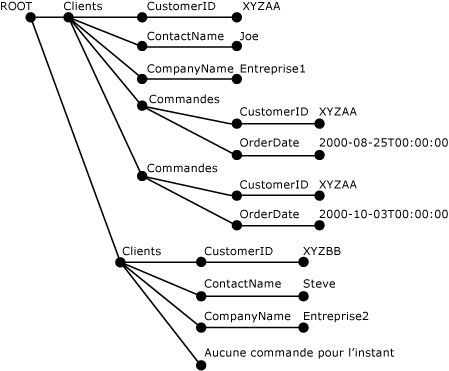 ROOT Clients CustomerID XYZAA
ContactName Joe
CompanyName Entreprise1
Commandes
CustomerID XYZAA
OrderDate 2000-08-25T00:00:00
Commandes
CustomerID XYZAA
OrderDate 2000-10-03T00:00:00
Clients CustomerID XYZBB
ContactName Steve
CompanyName Entreprise2
Aucune commande pour l'instant